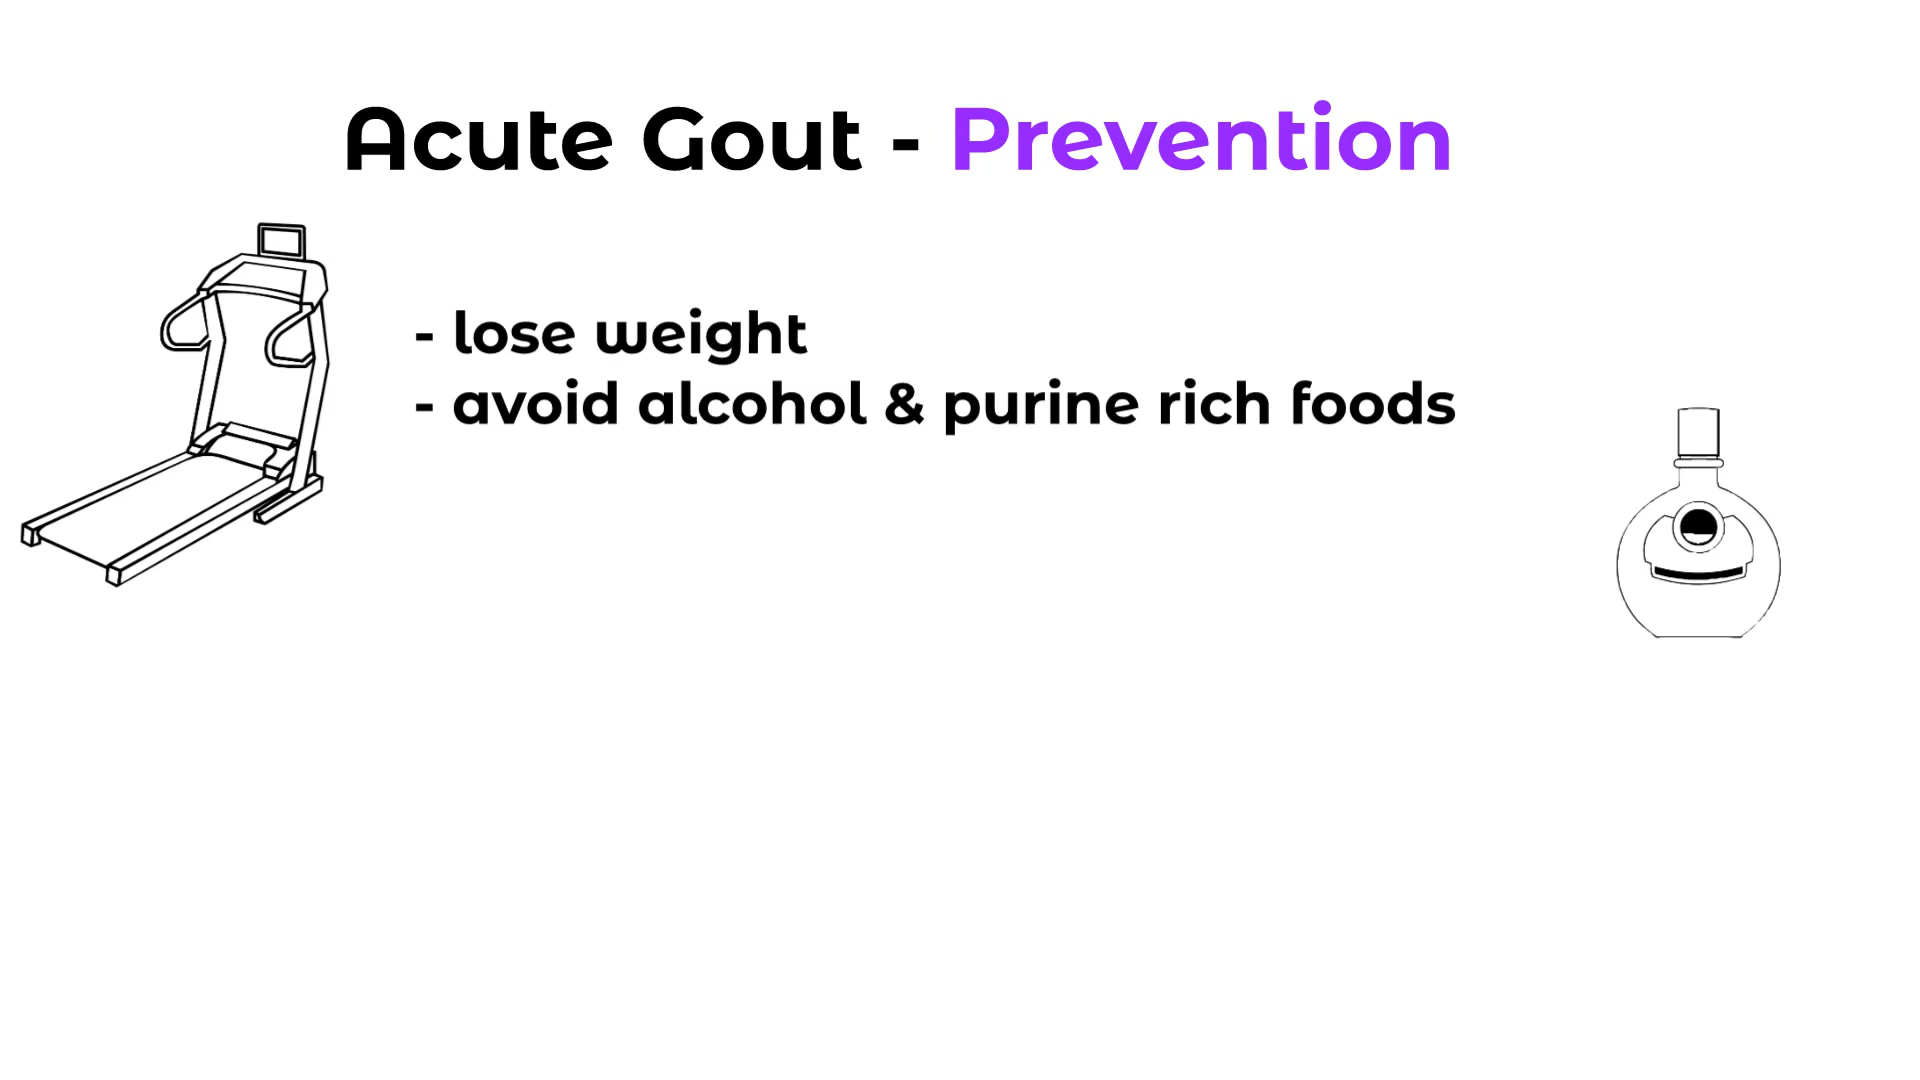 Acute Gout - Prevention
- lose weight
- avoid alcohol & purine rich foods